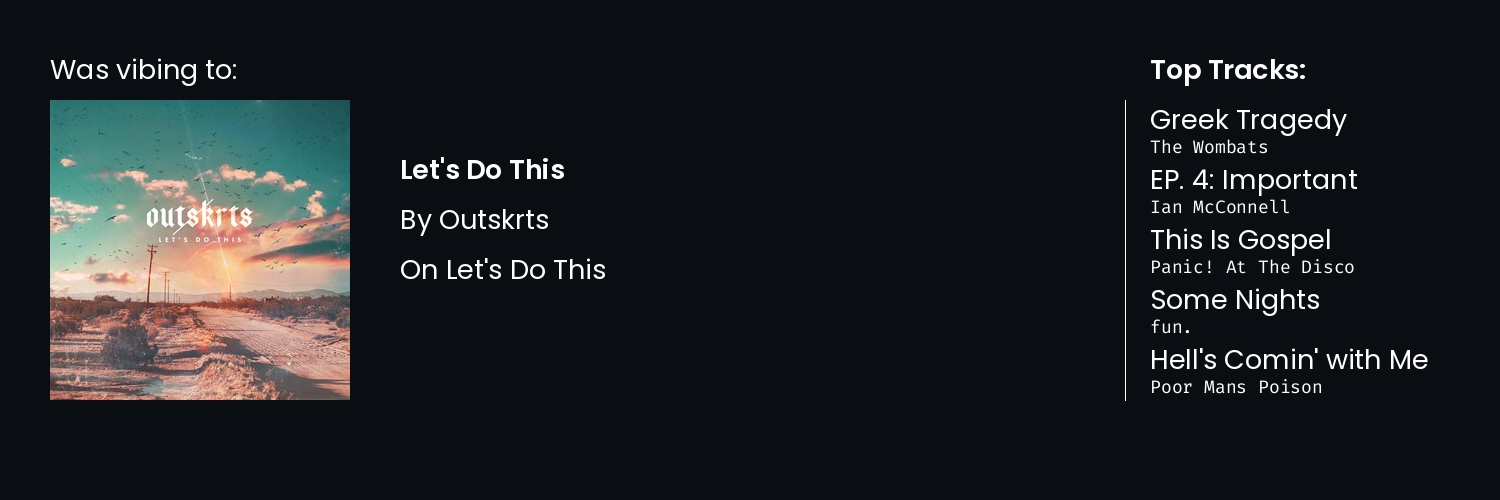 Was vibing to:
outskrts
LET'S DO THIS
Let's Do This
By Outskrts
On Let's Do This
Top Tracks:
Greek Tragedy
The Wombats
EP. 4: Important
Ian McConnell
This Is Gospel
Panic! At The Disco
Some Nights
fun.
Hell's Comin' with Me
Poor Mans Poison